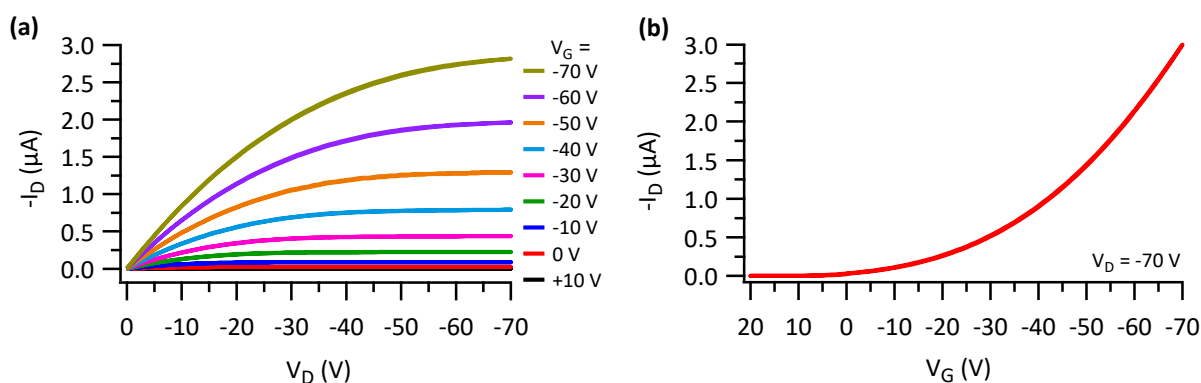 (a)
-I_D (µA)
3.0
2.5
2.0
1.5
1.0
0.5
0.0
0 -10 -20 -30 -40 -50 -60 -70
V_D (V)
V_G =
-70 V
-60 V
-50 V
-40 V
-30 V
-20 V
-10 V
0 V
+10 V
(b)
-I_D (µA)
3.0
2.5
2.0
1.5
1.0
0.5
0.0
V_D = -70 V
20 10 0 -10 -20 -30 -40 -50 -60 -70
V_G (V)